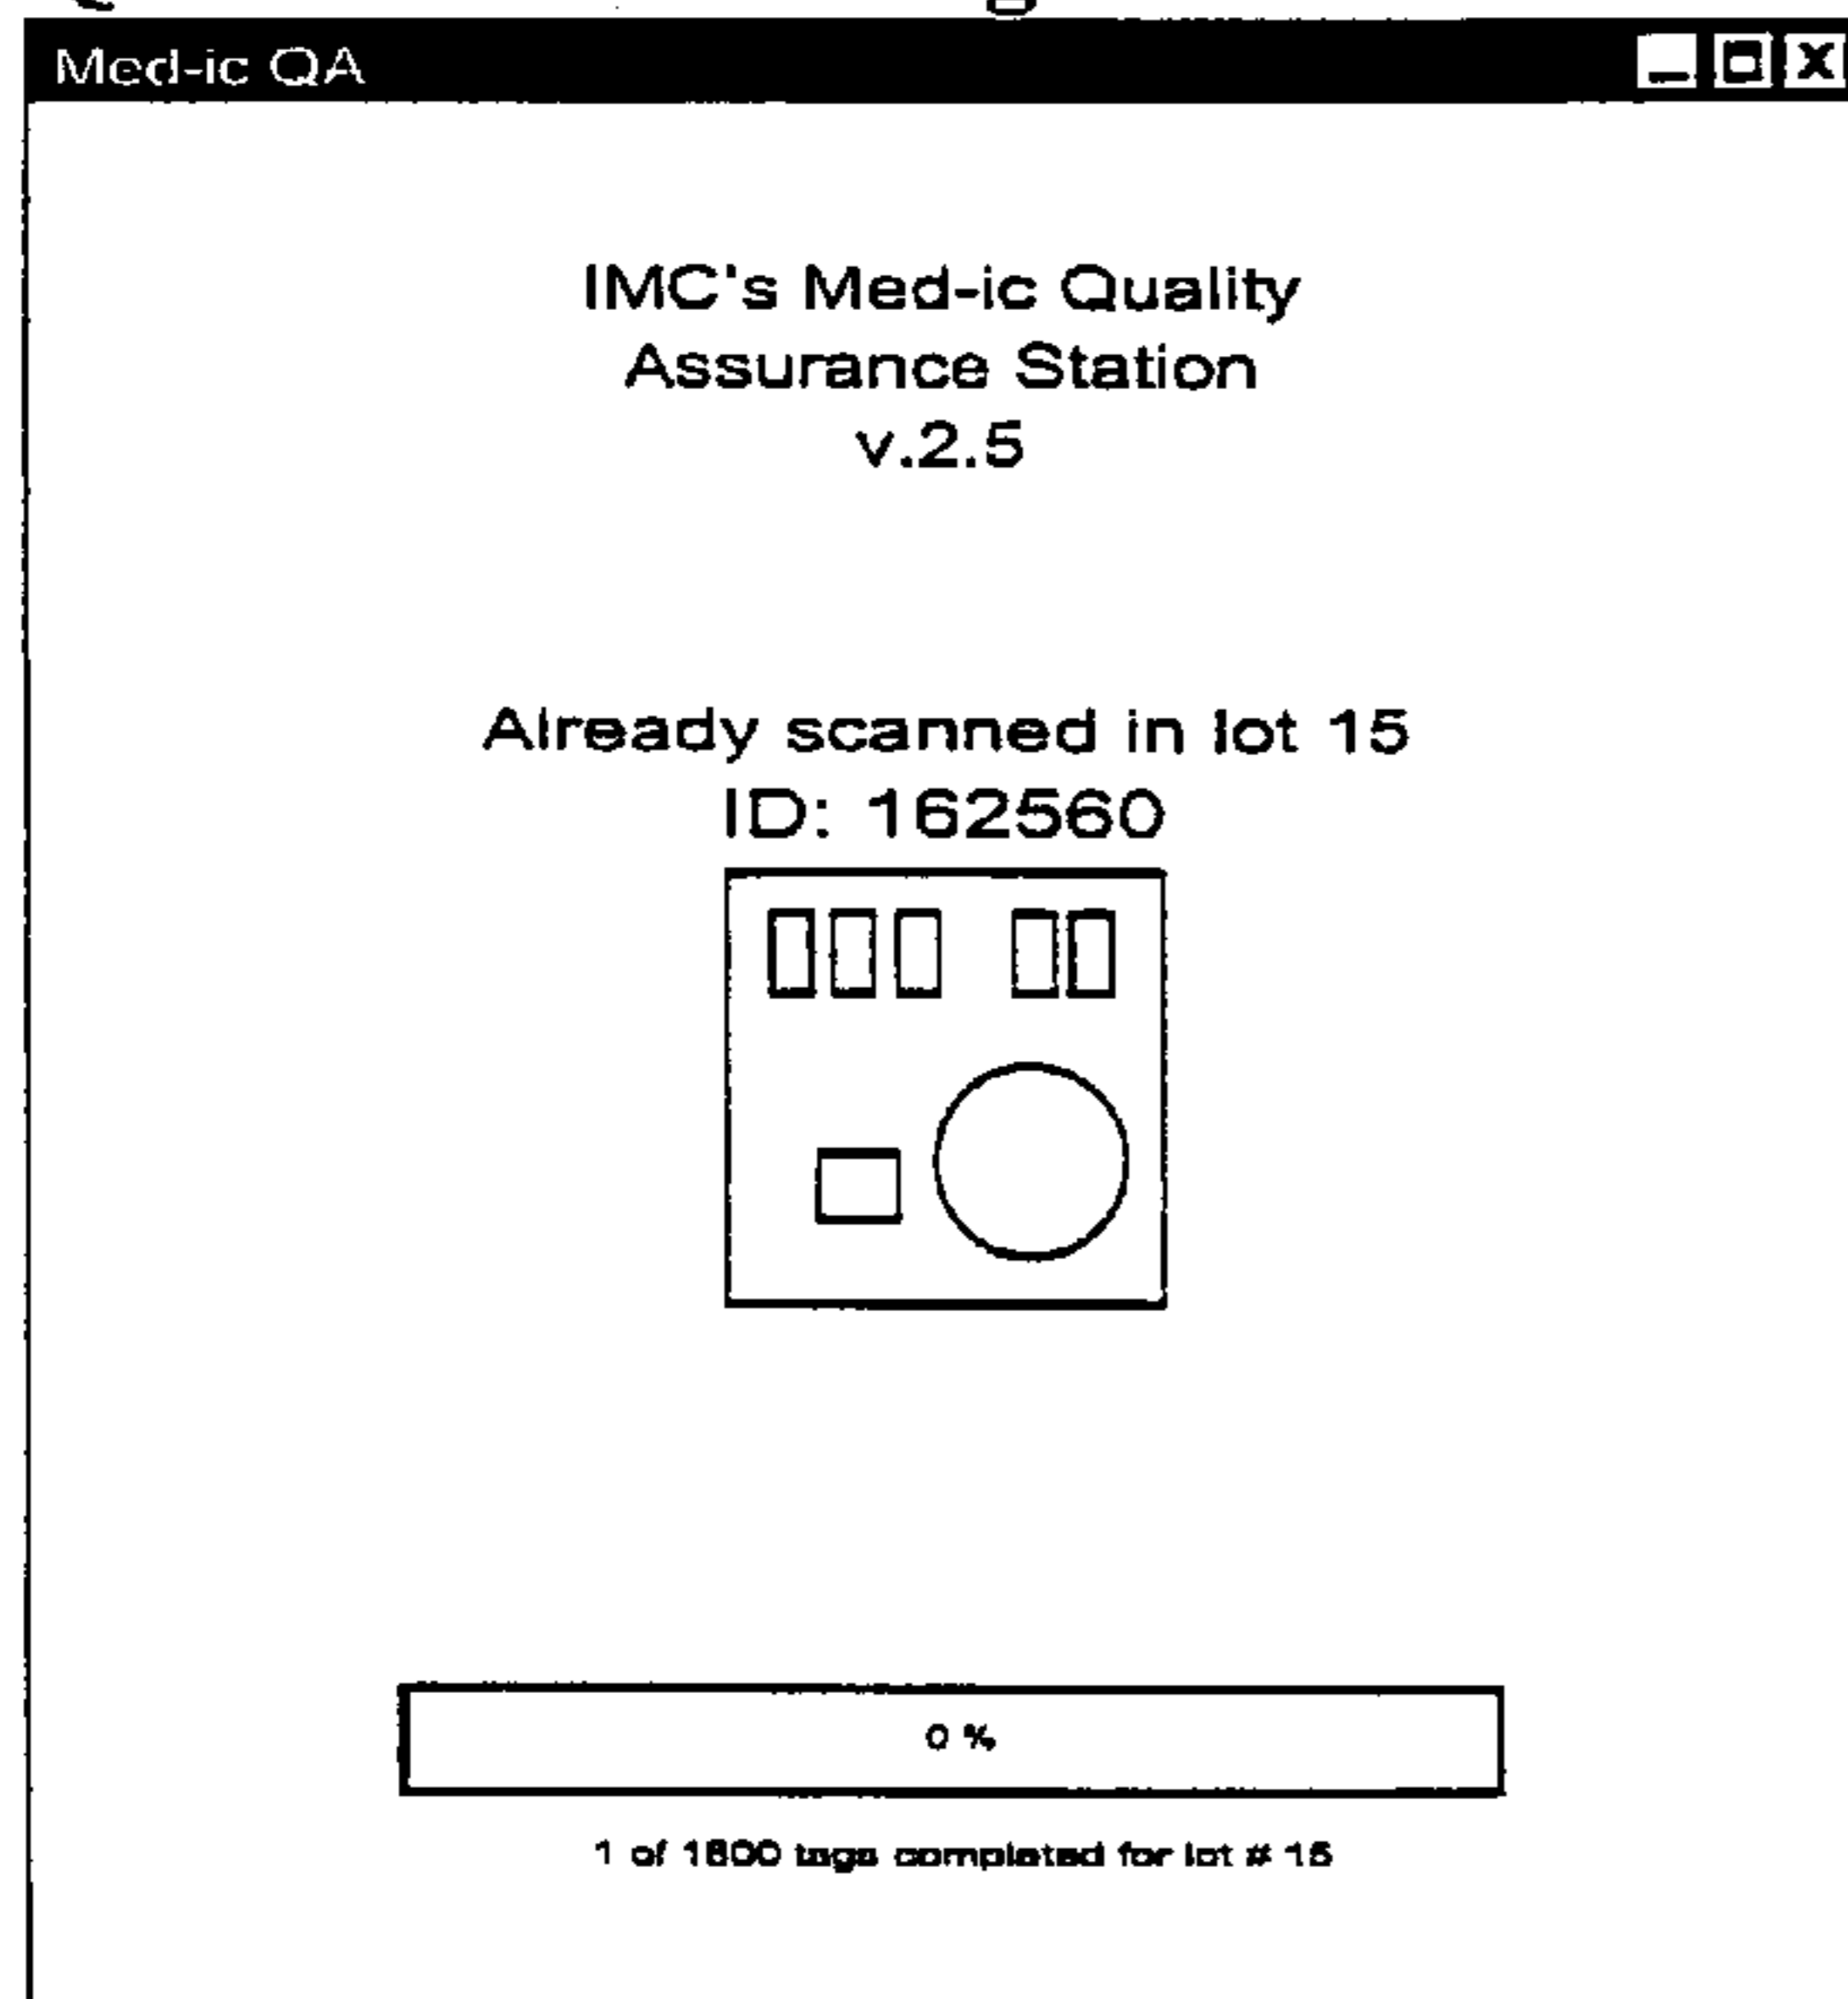 Med-ic QA
IMC's Med-ic Quality
Assurance Station
v.2.5
Already scanned in lot 15
ID: 162560
0 %
1 of 1800 tags completed for lot # 15